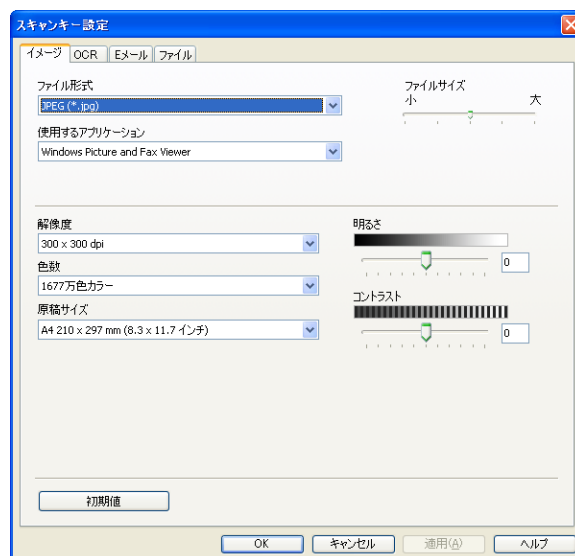 スキャンキー設定
イメージ OCR Eメール ファイル
ファイル形式
JPEG (*.jpg)
ファイルサイズ
小 大
使用するアプリケーション
Windows Picture and Fax Viewer
解像度
300 x 300 dpi
色数
1677万色カラー
原稿サイズ
A4 210 x 297 mm (8.3 x 11.7 インチ)
明るさ
0
コントラスト
0
初期値
OK キャンセル 適用(A) ヘルプ